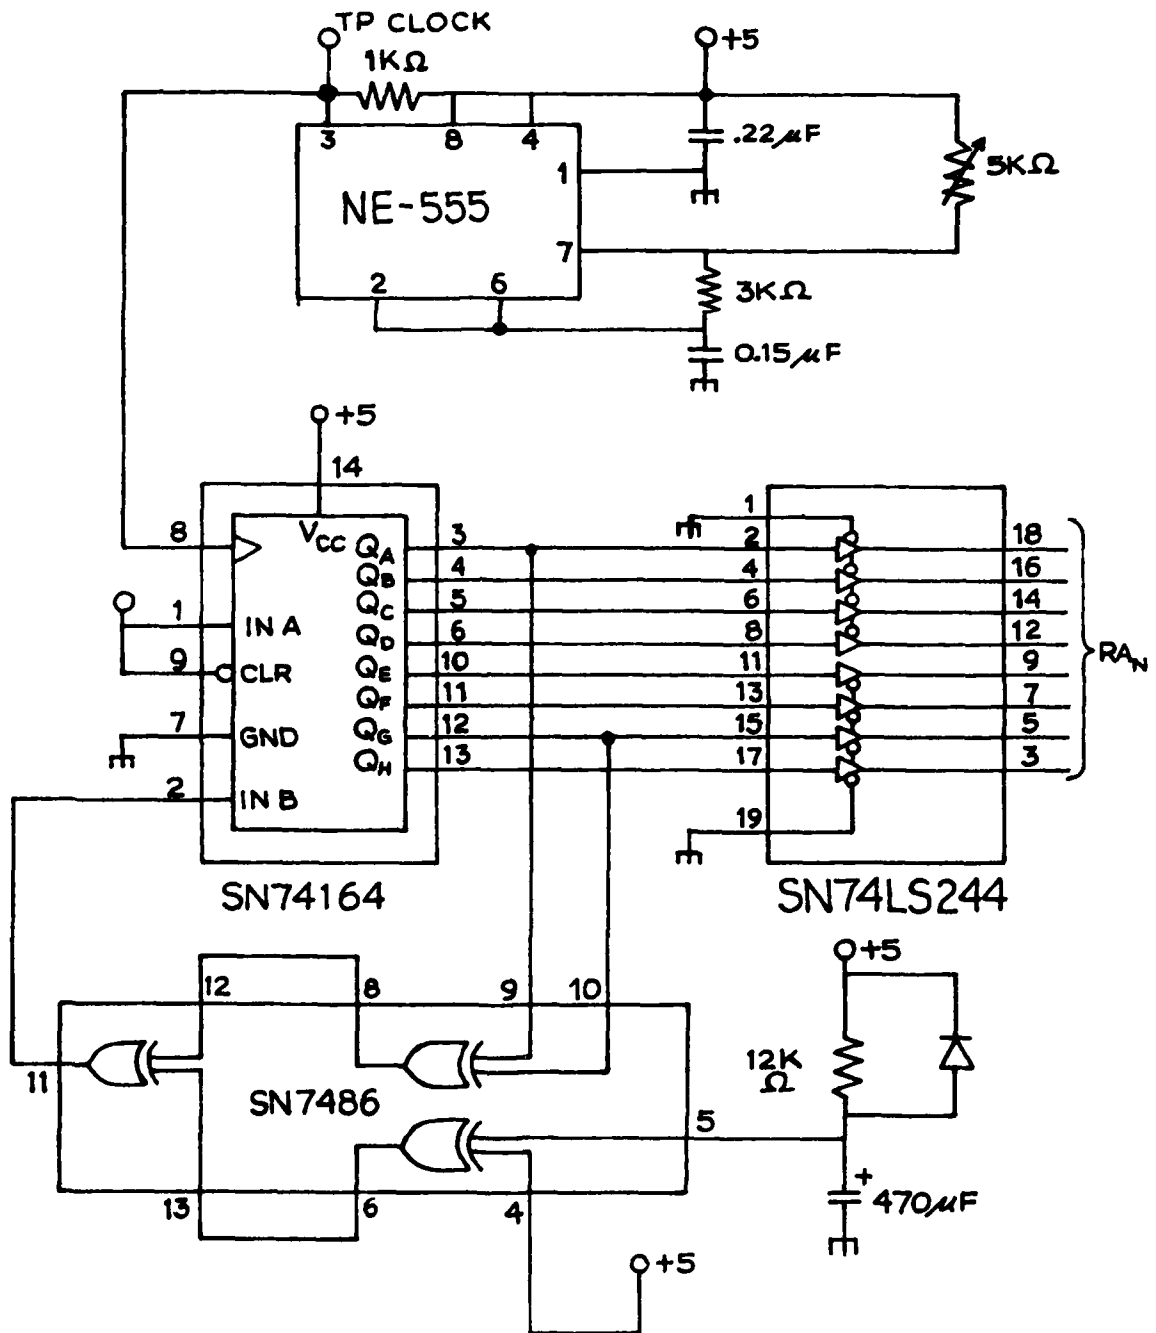 TP CLOCK
1KΩ
+5
3
8
4
.22µF
1
5KΩ
NE-555
7
2
6
3KΩ
0.15µF
+5
14
8
VCC
QA
3
1
2
18
QB
4
4
16
1
IN A
QC
5
6
14
QD
6
8
12
9
CLR
QE
10
11
9
RAN
QF
11
13
7
7
GND
QG
12
15
5
QH
13
17
3
2
IN B
19
SN74164
SN74LS244
+5
12
8
9
10
12K
Ω
11
SN7486
5
13
6
4
+
470µF
+5